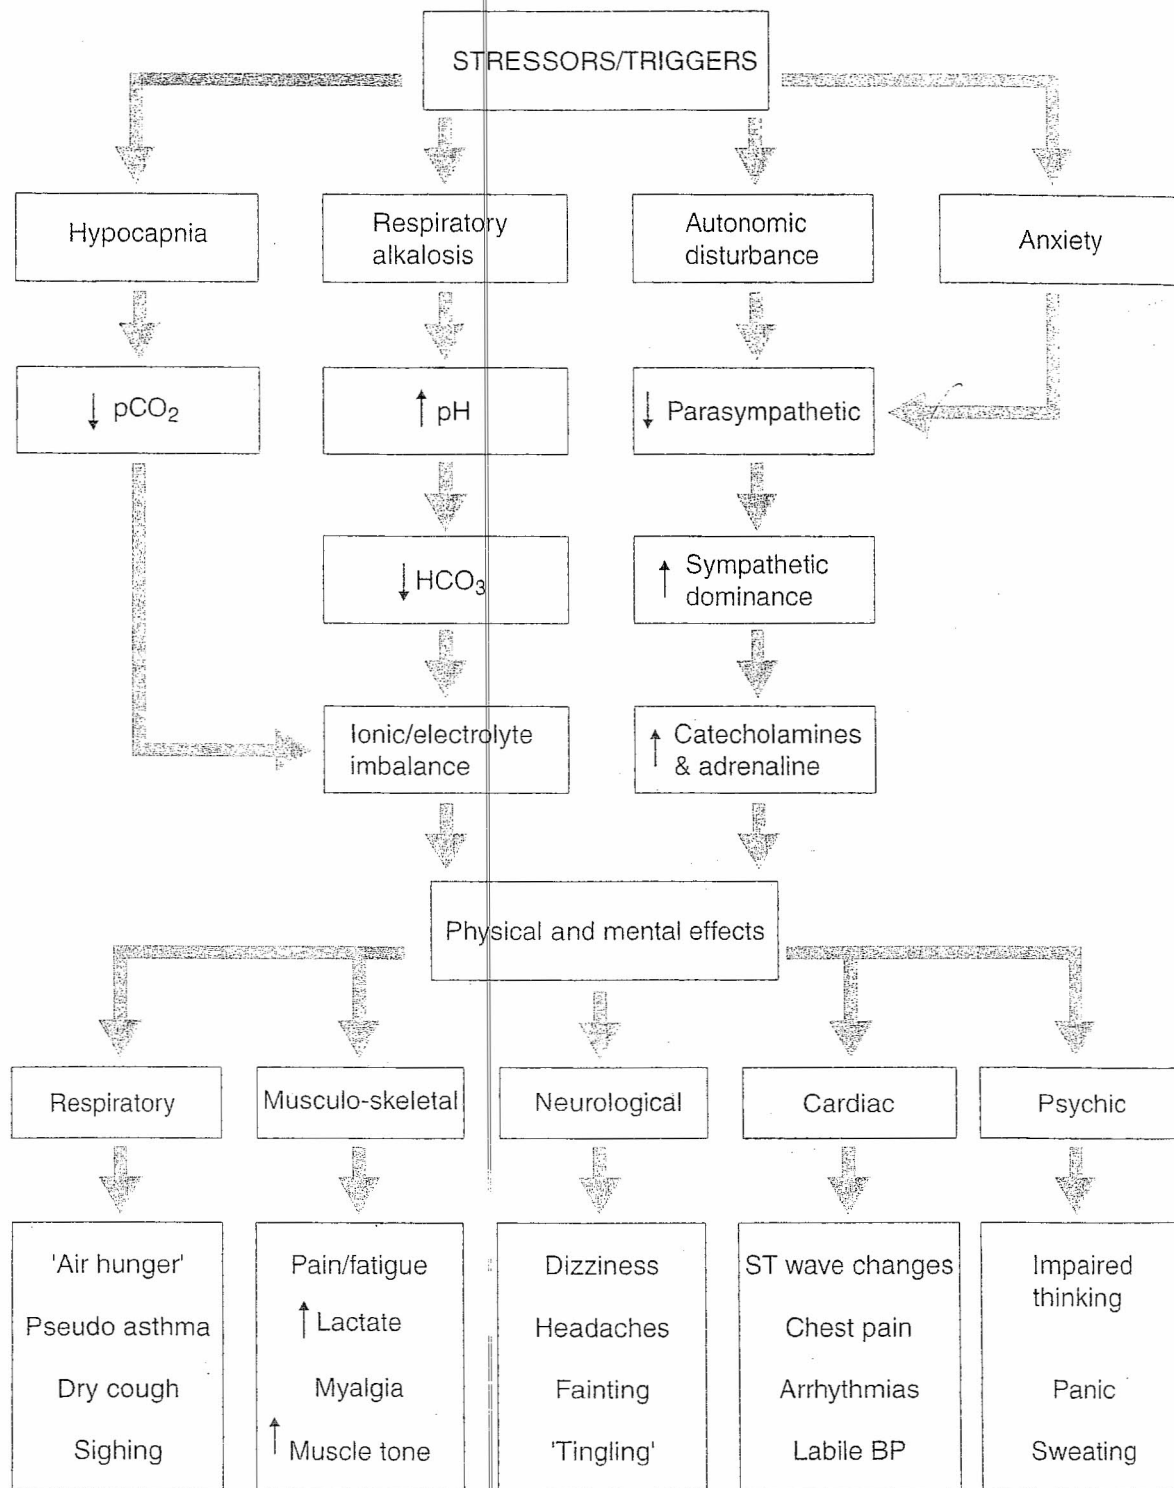 STRESSORS/TRIGGERS
Hypocapnia
Respiratory
alkalosis
Autonomic
disturbance
Anxiety
↓ pCO₂
↑ pH
↓ Parasympathetic
↓ HCO₃
↑ Sympathetic
dominance
Ionic/electrolyte
imbalance
↑ Catecholamines
& adrenaline
Physical and mental effects
Respiratory
Musculo-skeletal
Neurological
Cardiac
Psychic
'Air hunger'
Pseudo asthma
Dry cough
Sighing
Pain/fatigue
↑ Lactate
Myalgia
↑ Muscle tone
Dizziness
Headaches
Fainting
'Tingling'
ST wave changes
Chest pain
Arrhythmias
Labile BP
Impaired
thinking
Panic
Sweating